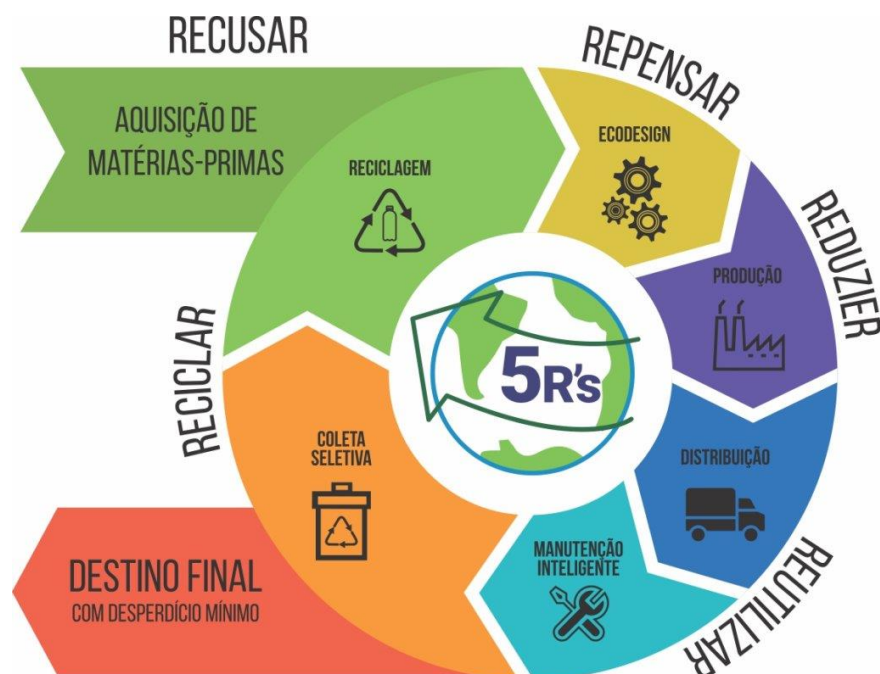 RECUSAR
AQUISIÇÃO DE
MATÉRIAS-PRIMAS
RECICLAGEM
REPENSAR
ECODESIGN
REDUZIER
PRODUÇÃO
5R's
DISTRIBUIÇÃO
REUTILIZAR
MANUTENÇÃO
INTELIGENTE
RECICLAR
COLETA
SELETIVA
DESTINO FINAL
COM DESPERDÍCIO MÍNIMO